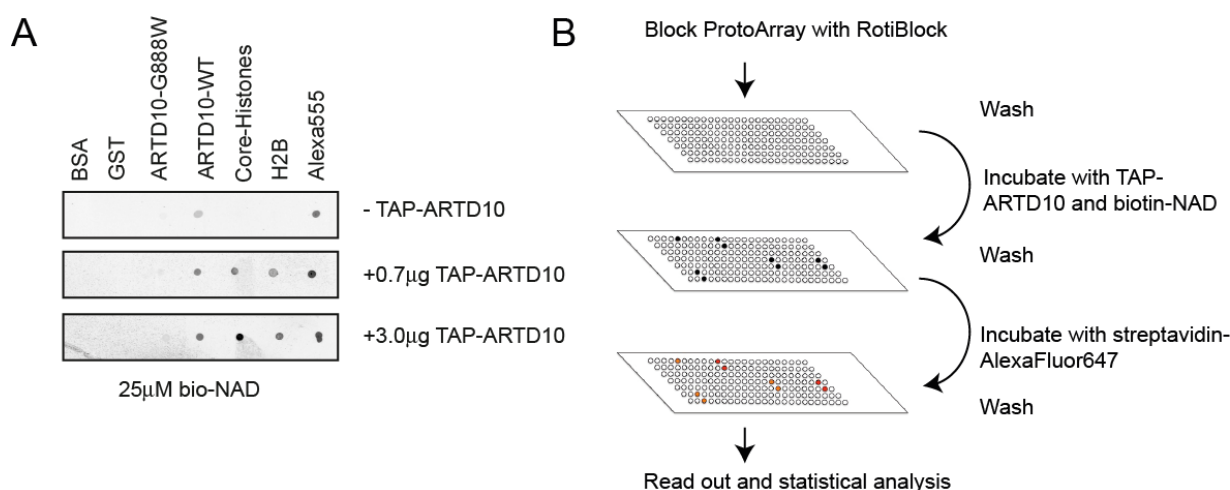 A
BSA
GST
ARTD10-G888W
ARTD10-WT
Core-Histones
H2B
Alexa555
- TAP-ARTD10
+0.7μg TAP-ARTD10
+3.0μg TAP-ARTD10
25μM bio-NAD
B
Block ProtoArray with RotiBlock
Wash
Incubate with TAP-
ARTD10 and biotin-NAD
Wash
Incubate with streptavidin-
AlexaFluor647
Wash
Read out and statistical analysis